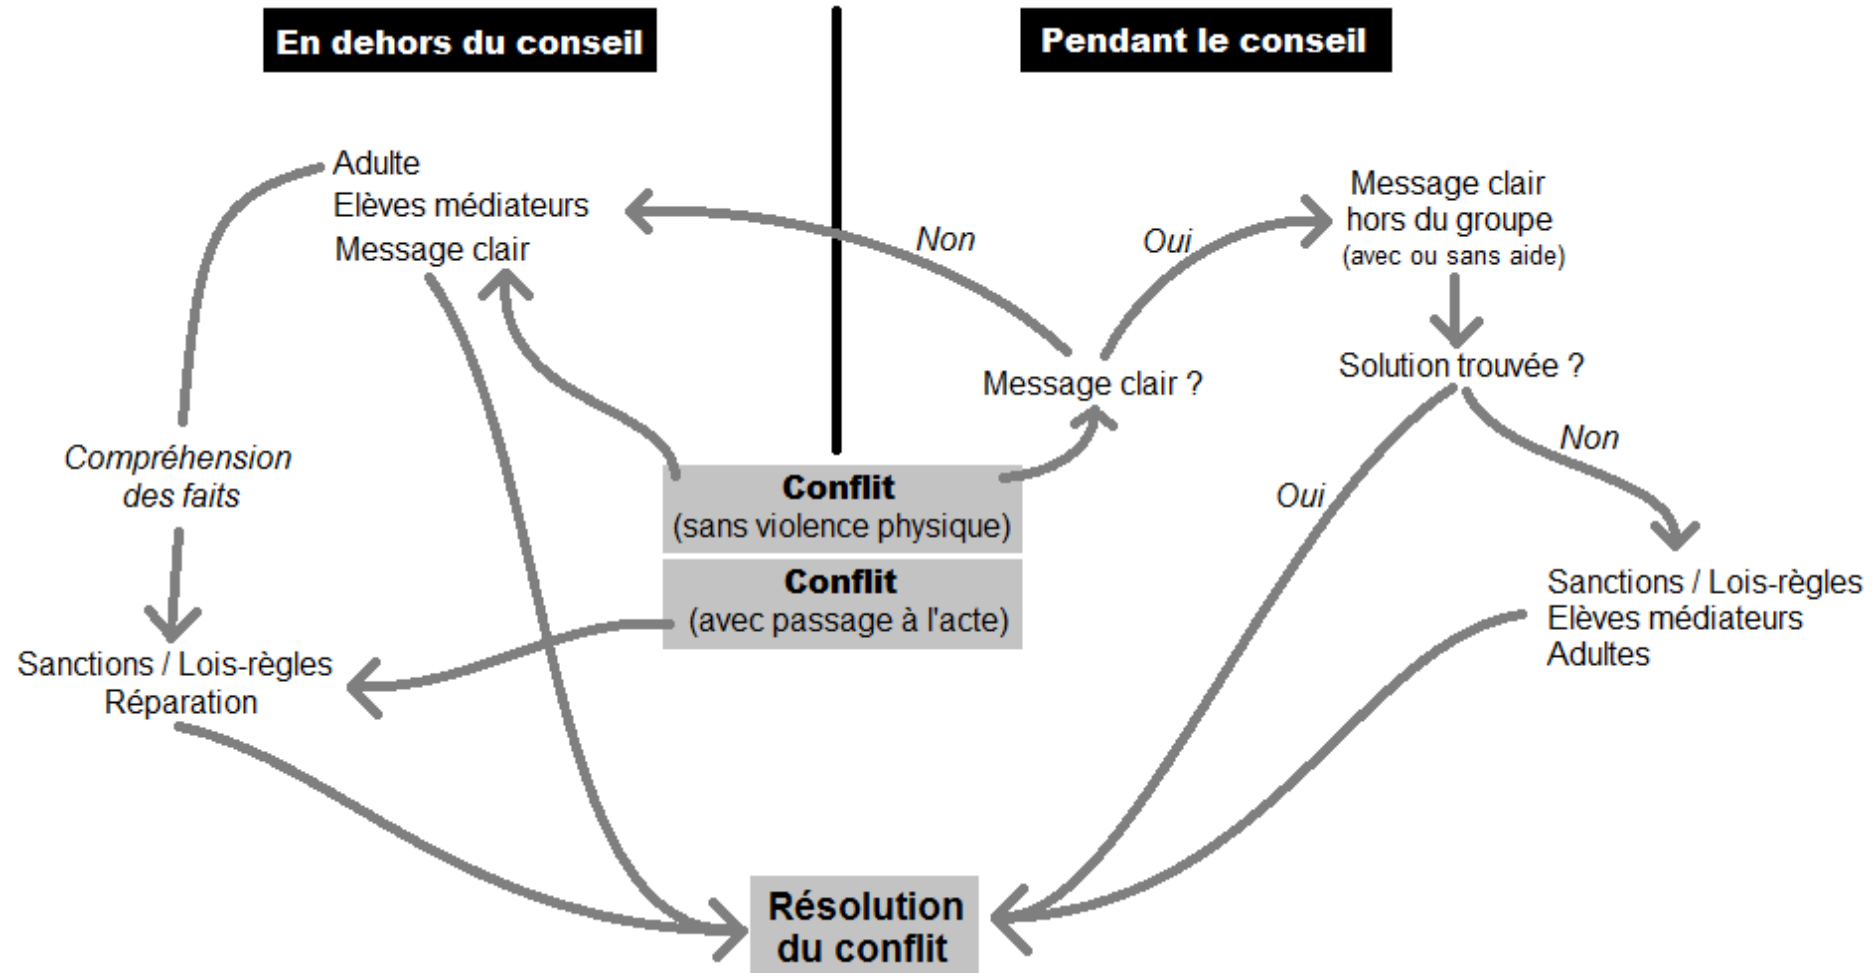 En dehors du conseil
Pendant le conseil
Adulte
Elèves médiateurs
Message clair
Message clair
hors du groupe
(avec ou sans aide)
Non
Oui
Message clair ?
Solution trouvée ?
Compréhension
des faits
Conflit
(sans violence physique)
Conflit
(avec passage à l'acte)
Oui
Non
Sanctions / Lois-règles
Réparation
Sanctions / Lois-règles
Elèves médiateurs
Adultes
Résolution
du conflit